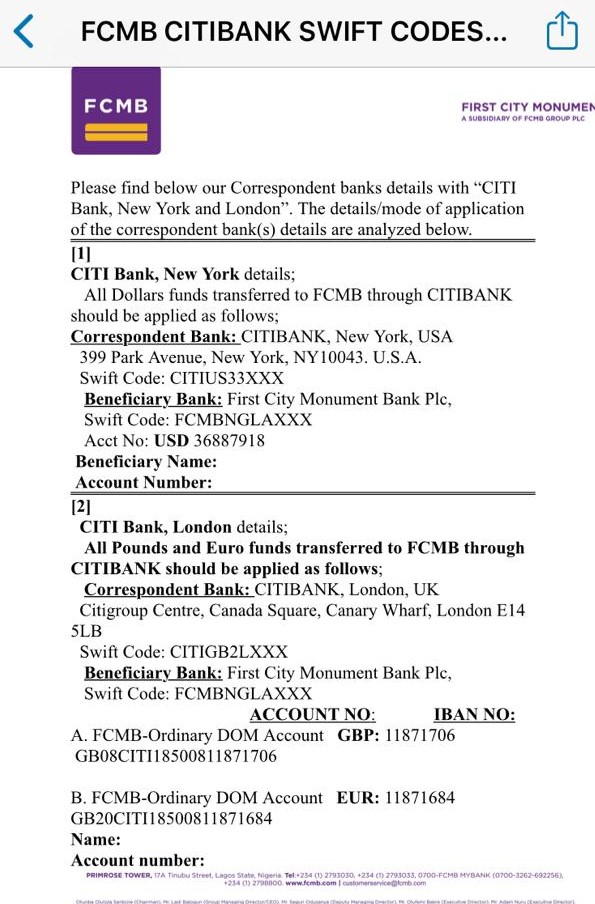 FCMB CITIBANK SWIFT CODES...
FCMB
FIRST CITY MONUMEN
A SUBSIDIARY OF FCMB GROUP PLC
Please find below our Correspondent banks details with “CITI
Bank, New York and London”. The details/mode of application
of the correspondent bank(s) details are analyzed below.
[1]
CITI Bank, New York details;
All Dollars funds transferred to FCMB through CITIBANK
should be applied as follows;
Correspondent Bank: CITIBANK, New York, USA
399 Park Avenue, New York, NY10043. U.S.A.
Swift Code: CITIUS33XXX
Beneficiary Bank: First City Monument Bank Plc,
Swift Code: FCMBNGLAXXX
Acct No: USD 36887918
Beneficiary Name:
Account Number:
[2]
CITI Bank, London details;
All Pounds and Euro funds transferred to FCMB through
CITIBANK should be applied as follows;
Correspondent Bank: CITIBANK, London, UK
Citigroup Centre, Canada Square, Canary Wharf, London E14
5LB
Swift Code: CITIGB2LXXX
Beneficiary Bank: First City Monument Bank Plc,
Swift Code: FCMBNGLAXXX
ACCOUNT NO: IBAN NO:
A. FCMB-Ordinary DOM Account GBP: 11871706
GB08CITI18500811871706
B. FCMB-Ordinary DOM Account EUR: 11871684
GB20CITI18500811871684
Name:
Account number:
PRIMROSE TOWER, 17A Tinubu Street, Lagos State, Nigeria. Tel:+234 (1) 2793030, +234 (1) 2793033, 0700-FCMB MYBANK (0700-3262-692256),
+234 (1) 2798800. www.fcmb.com | customerservice@fcmb.com